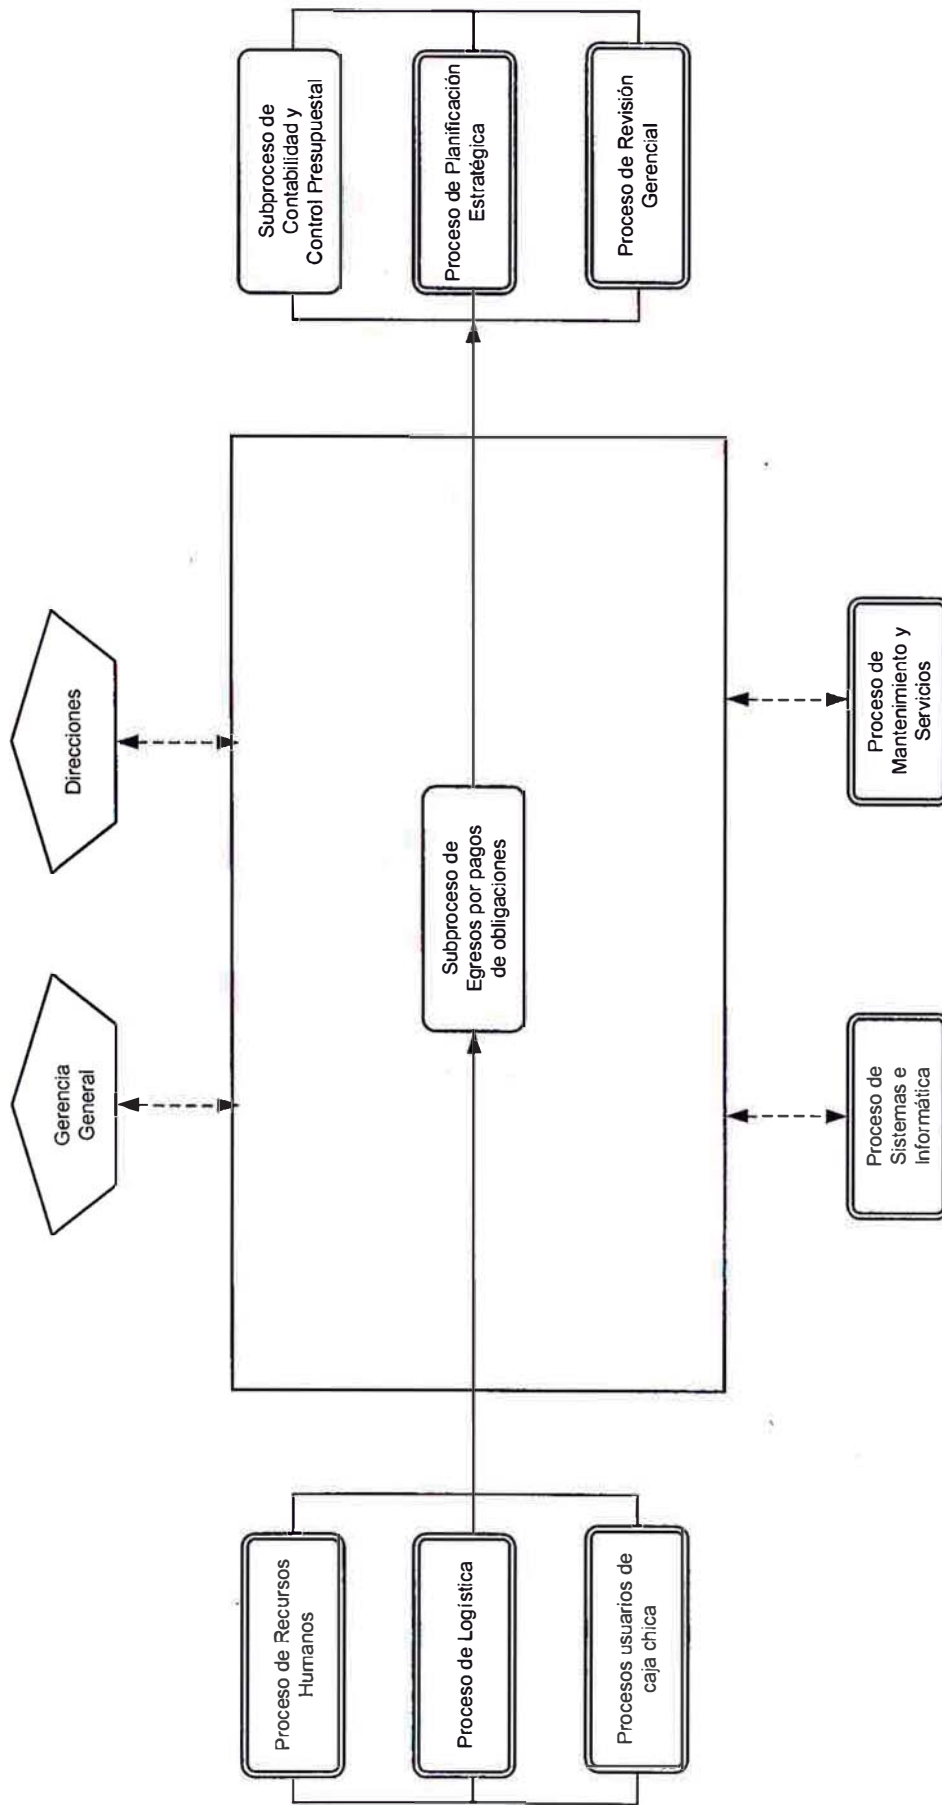 Gerencia
General
Direcciones
Proceso de Recursos
Humanos
Proceso de Logística
Procesos usuarios de
caja chica
Subproceso de
Egresos por pagos
de obligaciones
Subproceso de
Contabilidad y
Control Presupuestal
Proceso de Planificación
Estratégica
Proceso de Revisión
Gerencial
Proceso de
Sistemas e
Informática
Proceso de
Mantenimiento y
Servicios